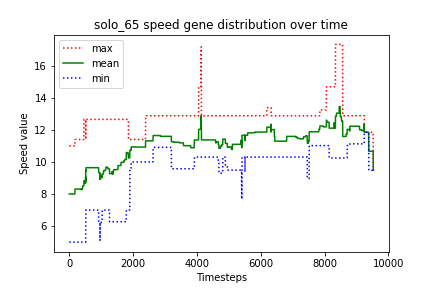 solo_65 speed gene distribution over time
max
mean
min
Speed value
16
14
12
10
8
6
0 2000 4000 6000 8000 10000
Timesteps